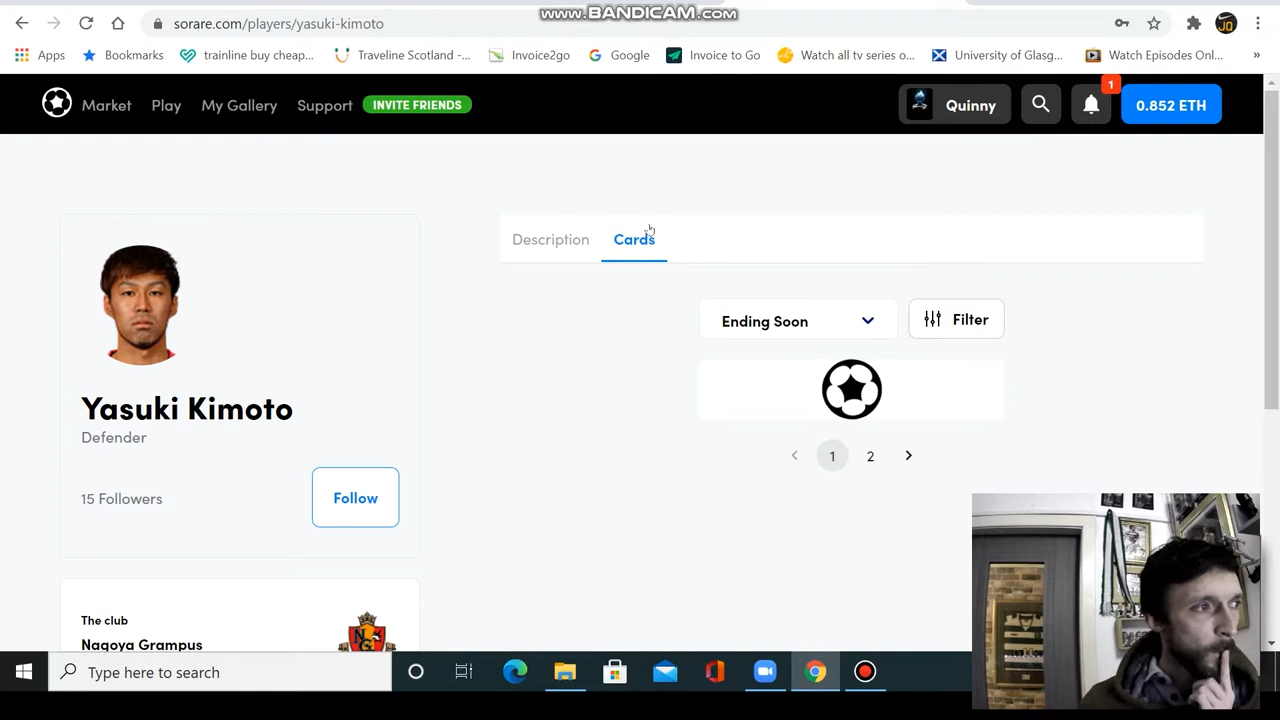 www.BANDICAM.com
sorare.com/players/yasuki-kimoto
JQ
Apps
Bookmarks
trainline buy cheap...
Traveline Scotland -...
Invoice2go
Google
Invoice to Go
Watch all tv series o...
University of Glasg...
Watch Episodes Onl...
»
Market
Play
My Gallery
Support
INVITE FRIENDS
Quinny
1
0.852 ETH
Description
Cards
Ending Soon
Filter
1
2
Yasuki Kimoto
Defender
15 Followers
Follow
The club
Nagoya Grampus
Type here to search